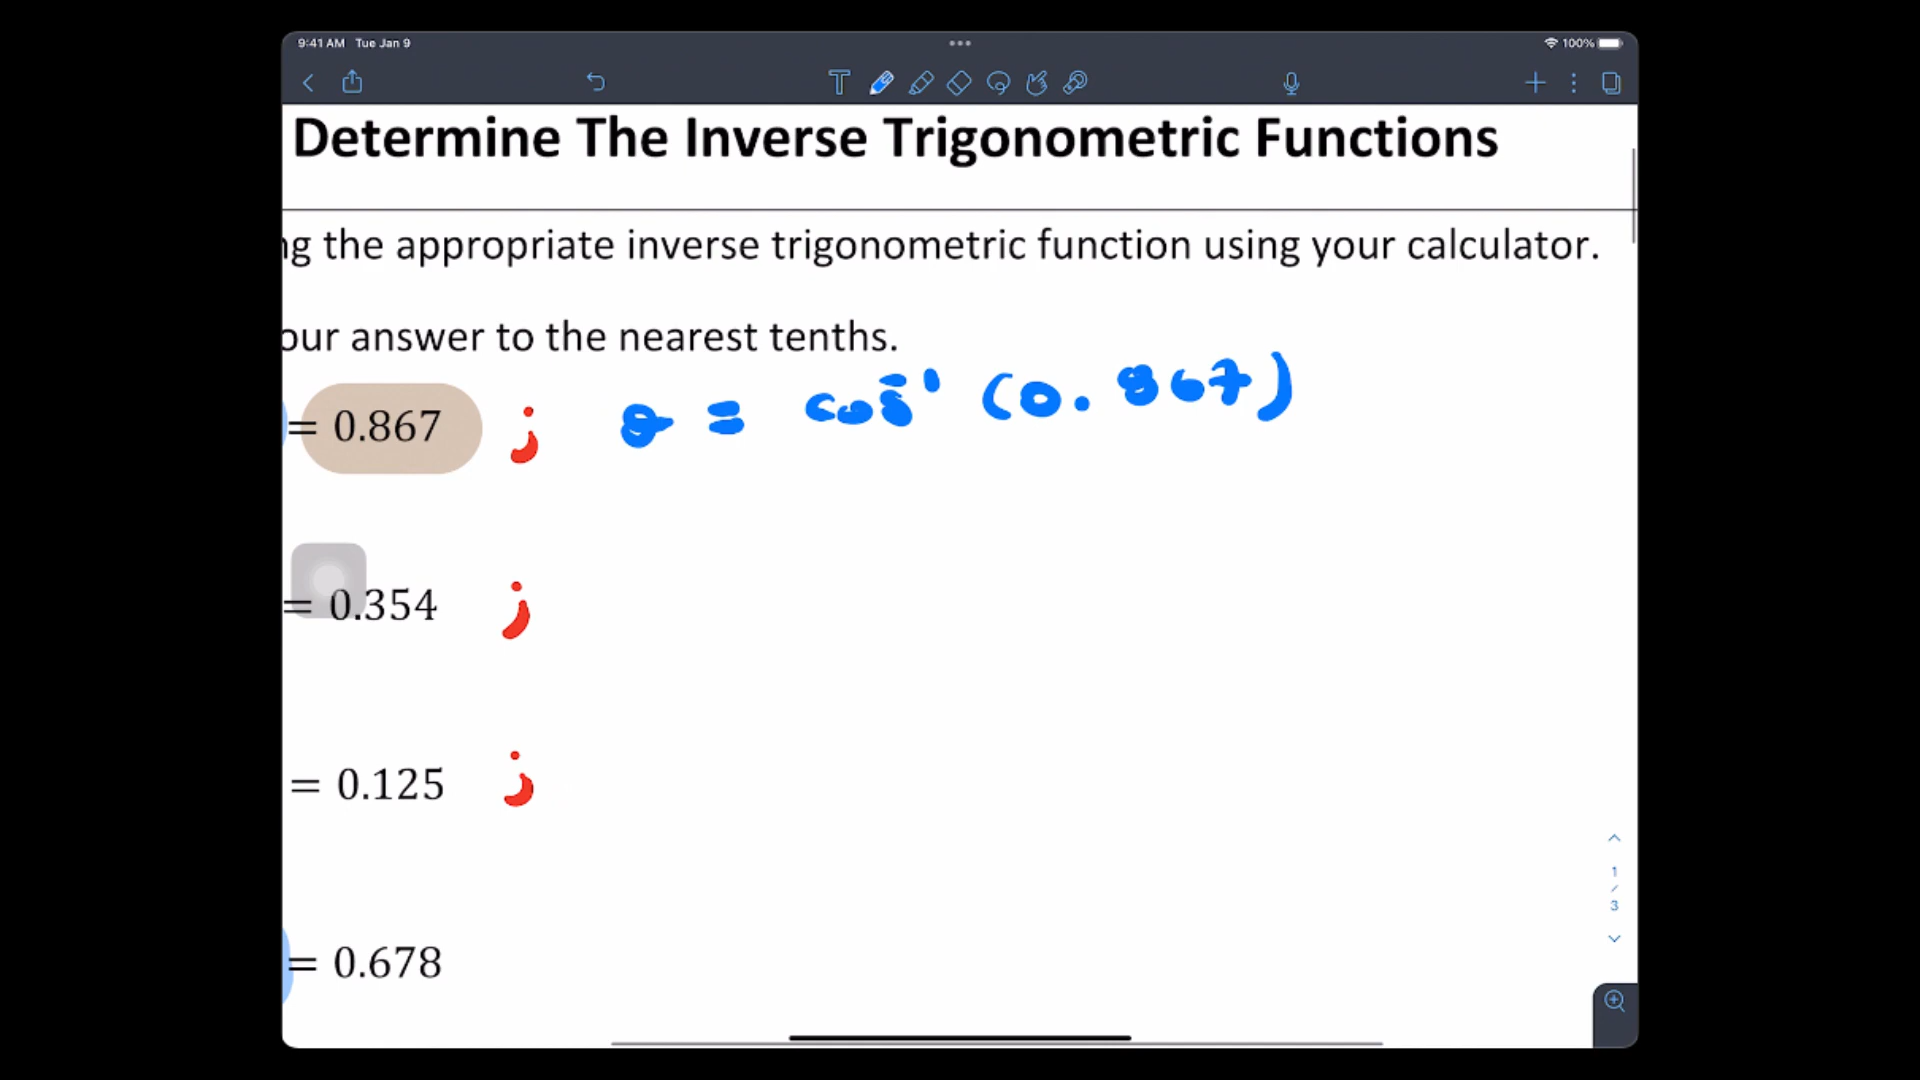 9:41 AM Tue Jan 9
100%
Determine The Inverse Trigonometric Functions
the appropriate inverse trigonometric function using your calculator.
answer to the nearest tenths.
= 0.867 ; θ = cos⁻¹ (0.867)
= 0.354 ;
= 0.125 ;
= 0.678
1
/
3